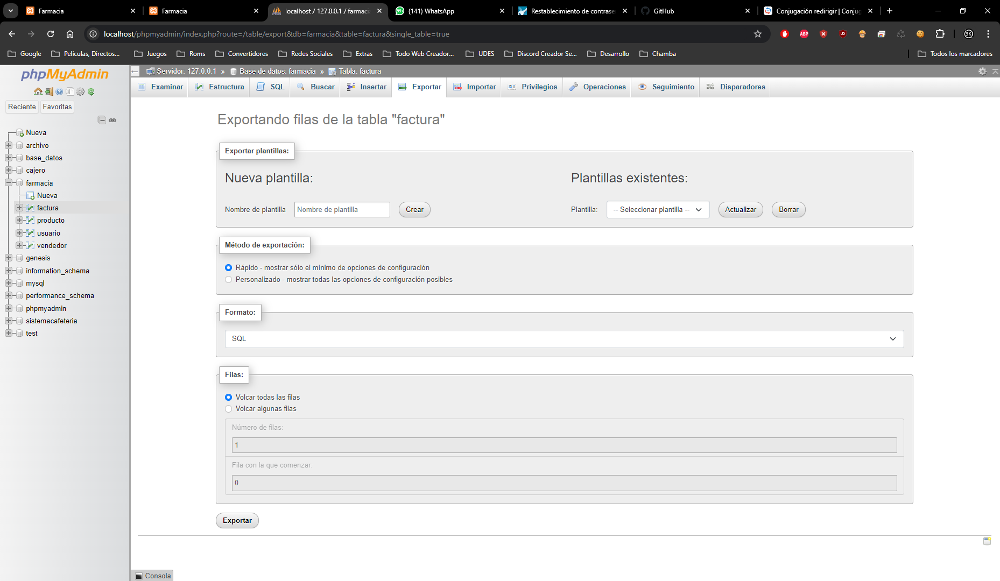 Farmacia
Farmacia
localhost / 127.0.0.1 / farmaci
(141) WhatsApp
Restablecimiento de contrase
GitHub
Conjugación redirigir | Conjug
localhost/phpmyadmin/index.php?route=/table/export&db=farmacia&table=factura&single_table=true
Google
Peliculas, Directos...
Juegos
Roms
Convertidores
Redes Sociales
Extras
Todo Web Creador...
UDES
Discord Creador Se...
Desarrollo
Chamba
Todos los marcadores
phpMyAdmin
Reciente
Favoritas
Nueva
archivo
base_datos
cajero
farmacia
Nueva
factura
producto
usuario
vendedor
genesis
information_schema
mysql
performance_schema
phpmyadmin
sistemacafeteria
test
Servidor: 127.0.0.1 » Base de datos: farmacia » Tabla: factura
Examinar
Estructura
SQL
Buscar
Insertar
Exportar
Importar
Privilegios
Operaciones
Seguimiento
Disparadores
Exportando filas de la tabla "factura"
Exportar plantillas:
Nueva plantilla:
Nombre de plantilla
Nombre de plantilla
Crear
Plantillas existentes:
Plantilla:
-- Seleccionar plantilla --
Actualizar
Borrar
Método de exportación:
Rápido - mostrar sólo el mínimo de opciones de configuración
Personalizado - mostrar todas las opciones de configuración posibles
Formato:
SQL
Filas:
Volcar todas las filas
Volcar algunas filas
Número de filas:
1
Fila con la que comenzar:
0
Exportar
Consola